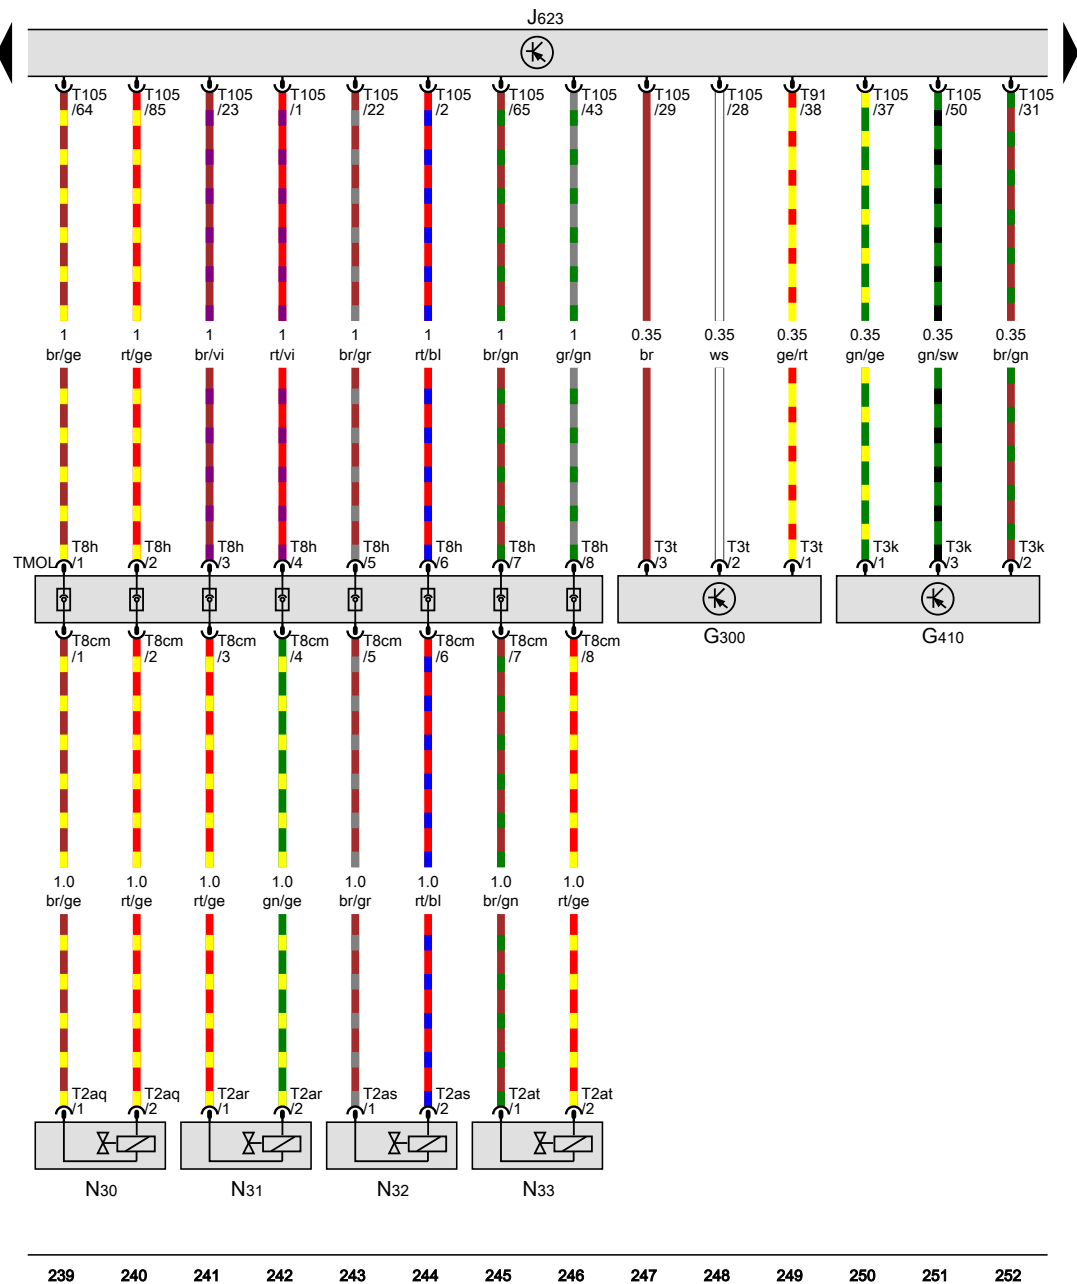 J623
T105 T105 T105 T105 T105 T105 T105 T105 T105 T105 T91 T105 T105 T105
/64 /85 /23 /1 /22 /2 /65 /43 /29 /28 /38 /37 /50 /31
1 1 1 1 1 1 1 1 0.35 0.35 0.35 0.35 0.35 0.35
br/ge rt/ge br/vi rt/vi br/gr rt/bl br/gn gr/gn br ws ge/rt gn/ge gn/sw br/gn
T8h T8h T8h T8h T8h T8h T8h T8h T3t T3t T3t T3k T3k T3k
TMOL /1 /2 /3 /4 /5 /6 /7 /8 /3 /2 /1 /1 /3 /2
G300 G410
T8cm T8cm T8cm T8cm T8cm T8cm T8cm T8cm
/1 /2 /3 /4 /5 /6 /7 /8
1.0 1.0 1.0 1.0 1.0 1.0 1.0 1.0
br/ge rt/ge rt/ge gn/ge br/gr rt/bl br/gn rt/ge
T2aq T2aq T2ar T2ar T2as T2as T2at T2at
/1 /2 /1 /2 /1 /2 /1 /2
N30 N31 N32 N33
239 240 241 242 243 244 245 246 247 248 249 250 251 252